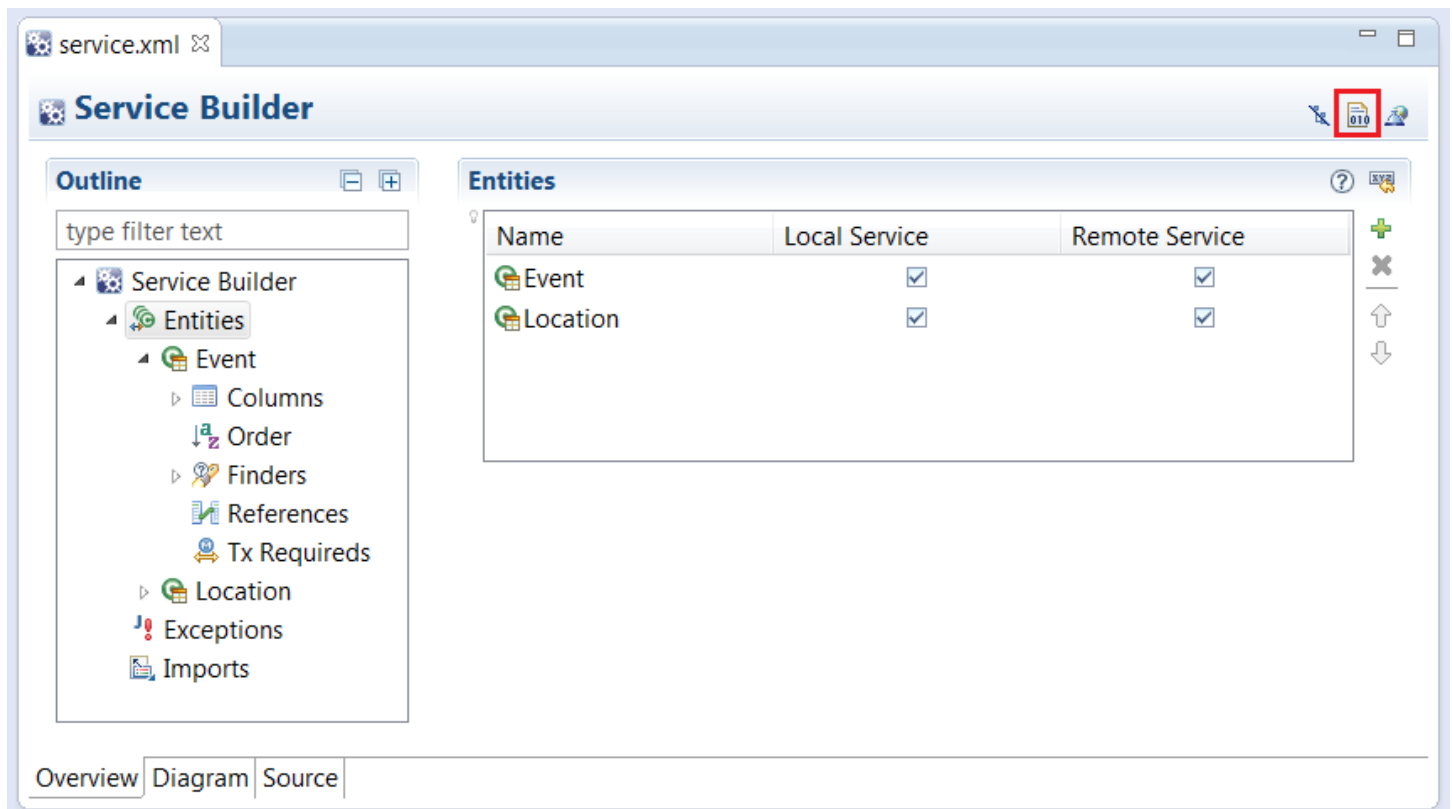 service.xml
Service Builder
010
Outline
Entities
type filter text
Name Local Service Remote Service
Service Builder
Entities
Event
Columns
Order
Finders
References
Tx Requireds
Location
Exceptions
Imports
Event
Location
Overview Diagram Source